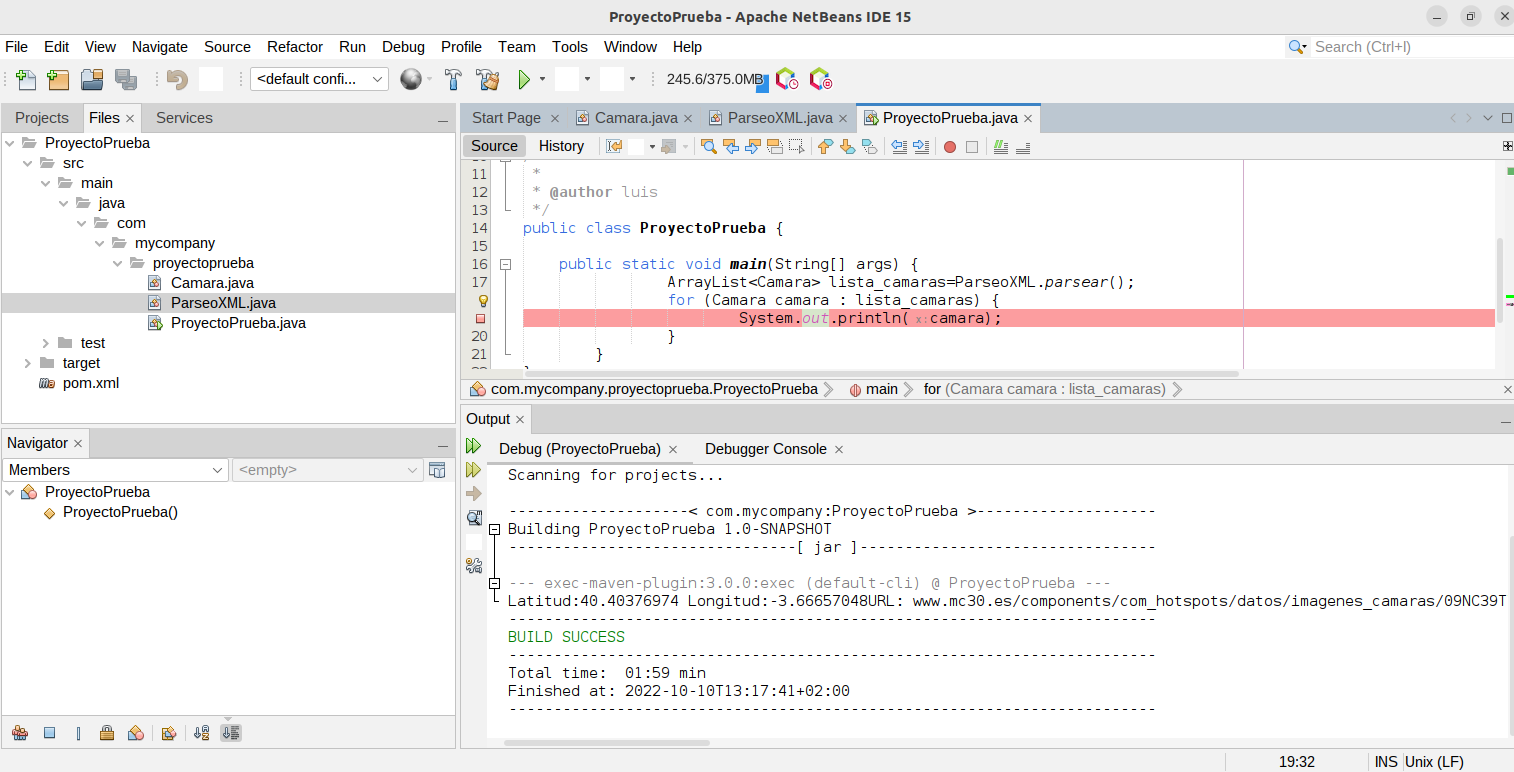 ProyectoPrueba - Apache NetBeans IDE 15
File Edit View Navigate Source Refactor Run Debug Profile Team Tools Window Help
Search (Ctrl+I)
<default confi...
245.6/375.0MB
Projects Files Services
ProyectoPrueba
src
main
java
com
mycompany
proyectoprueba
Camara.java
ParseoXML.java
ProyectoPrueba.java
test
target
pom.xml
Navigator
Members <empty>
ProyectoPrueba
ProyectoPrueba()
Start Page Camara.java ParseoXML.java ProyectoPrueba.java
Source History
11 *
12 * @author luis
13 */
14 public class ProyectoPrueba {
15
16 public static void main(String[] args) {
17 ArrayList<Camara> lista_camaras=ParseoXML.parsear();
for (Camara camara : lista_camaras) {
System.out.println( x: camara);
20 }
21 }
com.mycompany.proyectoprueba.ProyectoPrueba main for (Camara camara : lista_camaras)
Output
Debug (ProyectoPrueba) Debugger Console
Scanning for projects...
--------------------< com.mycompany:ProyectoPrueba >--------------------
Building ProyectoPrueba 1.0-SNAPSHOT
--------------------------------[ jar ]---------------------------------
--- exec-maven-plugin:3.0.0:exec (default-cli) @ ProyectoPrueba ---
Latitud:40.40376974 Longitud:-3.66657048URL: www.mc30.es/components/com_hotspots/datos/imagenes_camaras/09NC39T
------------------------------------------------------------------------
BUILD SUCCESS
------------------------------------------------------------------------
Total time:  01:59 min
Finished at: 2022-10-10T13:17:41+02:00
------------------------------------------------------------------------
19:32 INS Unix (LF)